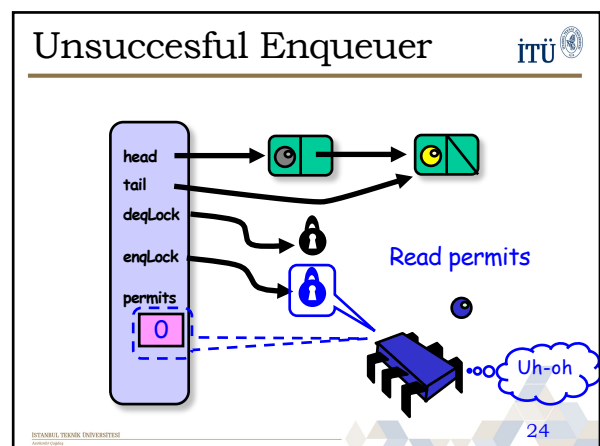 Unsuccesful Enqueuer
İTÜ
head
tail
deqLock
enqLock
permits
0
Read permits
Uh-oh
İSTANBUL TEKNİK ÜNİVERSİTESİ
24